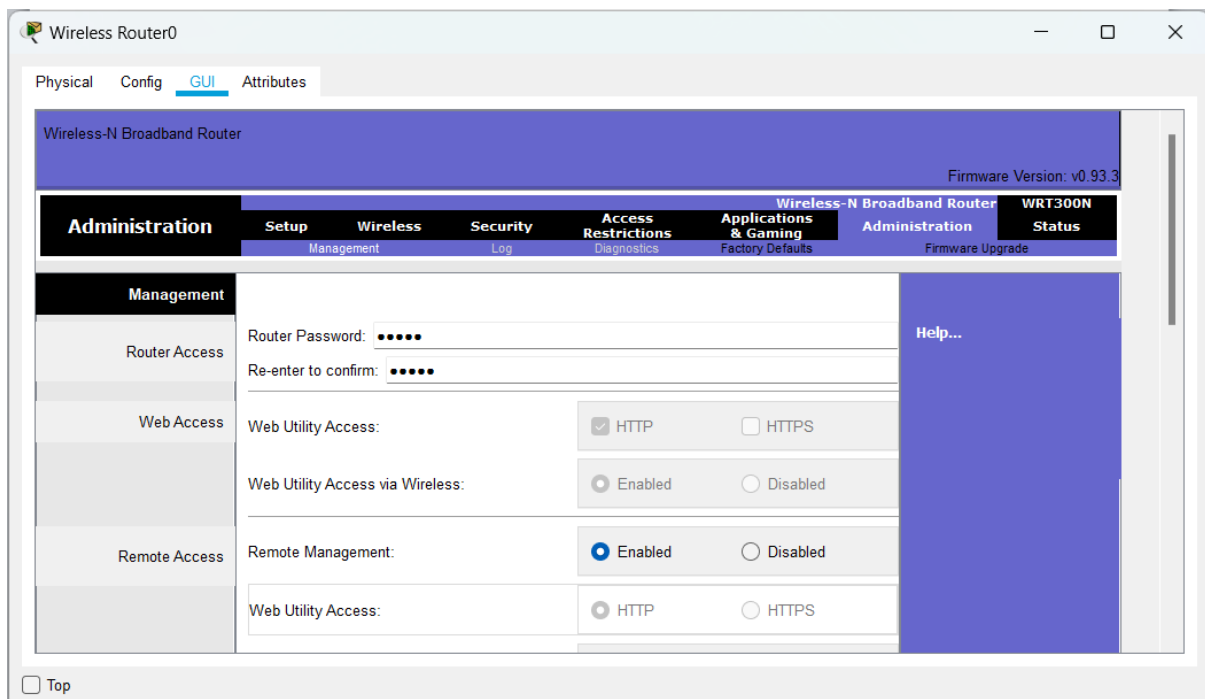 Wireless Router0
Physical Config GUI Attributes
Wireless-N Broadband Router
Firmware Version: v0.93.3
Wireless-N Broadband Router WRT300N
Administration Setup Wireless Security Access Restrictions Applications & Gaming Administration Status
Management Log Diagnostics Factory Defaults Firmware Upgrade
Management
Router Access Router Password: •••••
Help...
Re-enter to confirm: •••••
Web Access Web Utility Access: HTTP HTTPS
Web Utility Access via Wireless: Enabled Disabled
Remote Access Remote Management: Enabled Disabled
Web Utility Access: HTTP HTTPS
Top